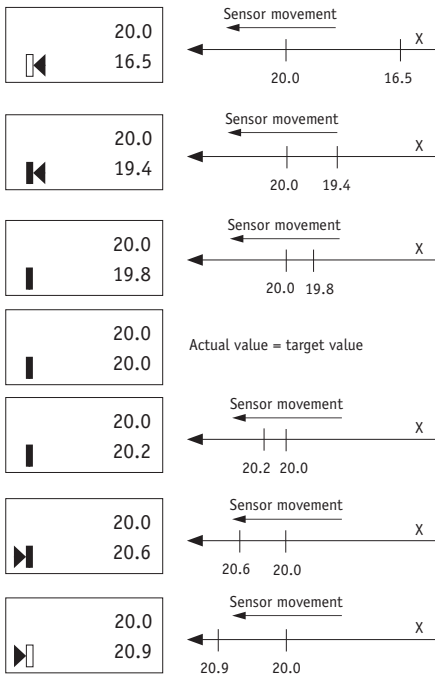 20.0
16.5
Sensor movement
X
20.0 16.5
20.0
19.4
Sensor movement
X
20.0 19.4
20.0
19.8
Sensor movement
X
20.0 19.8
20.0
20.0
Actual value = target value
20.0
20.2
Sensor movement
X
20.2 20.0
20.0
20.6
Sensor movement
X
20.6 20.0
20.0
20.9
Sensor movement
X
20.9 20.0